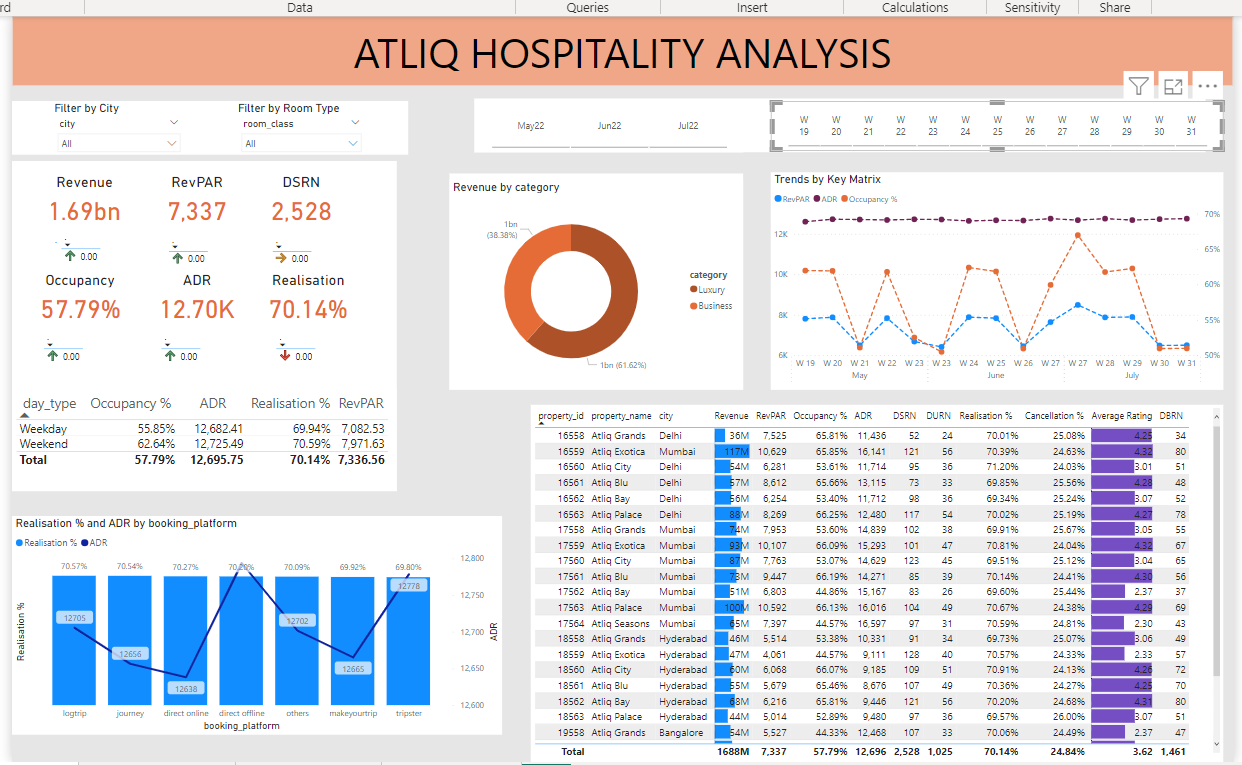 rd Data Queries Insert Calculations Sensitivity Share
ATLIQ HOSPITALITY ANALYSIS
Filter by City
city
All
Filter by Room Type
room_class
All
May22 Jun22 Jul22
W 19 W 20 W 21 W 22 W 23 W 24 W 25 W 26 W 27 W 28 W 29 W 30 W 31
Revenue RevPAR DSRN
1.69bn 7,337 2,528
0.00 0.00 0.00
Occupancy ADR Realisation
57.79% 12.70K 70.14%
0.00 0.00 0.00
day_type Occupancy % ADR Realisation % RevPAR
Weekday 55.85% 12,682.41 69.94% 7,082.53
Weekend 62.64% 12,725.49 70.59% 7,971.63
Total 57.79% 12,695.75 70.14% 7,336.56
Revenue by category
1bn
(38.38%)
1bn (61.62%)
category
Luxury
Business
Trends by Key Matrix
RevPAR ADR Occupancy %
12K
10K
8K
6K
70%
65%
60%
55%
50%
W 19 W 20 W 21 W 22 W 23 W 24 W 25 W 26 W 27 W 28 W 29 W 30 W 31
May June July
Realisation % and ADR by booking_platform
Realisation % ADR
70.57% 70.54% 70.27% 70.20% 70.09% 69.92% 69.80%
12705 12656 12638 12702 12665 12778
12,800
12,750
12,700
12,650
12,600
Realisation %
ADR
logtrip journey direct online direct offline others makeyourtrip tripster
booking_platform
property_id property_name city Revenue RevPAR Occupancy % ADR DSRN DURN Realisation % Cancellation % Average Rating DBRN
16558 Atliq Grands Delhi 36M 7,525 65.81% 11,436 52 24 70.01% 25.08% 4.25 34
16559 Atliq Exotica Mumbai 117M 10,629 65.85% 16,141 121 56 70.39% 24.63% 4.32 80
16560 Atliq City Delhi 54M 6,281 53.61% 11,714 95 36 71.20% 24.03% 3.01 51
16561 Atliq Blu Delhi 57M 8,612 65.66% 13,115 73 33 69.85% 25.56% 4.28 48
16562 Atliq Bay Delhi 56M 6,254 53.40% 11,712 98 36 69.34% 25.24% 3.07 52
16563 Atliq Palace Delhi 88M 8,269 66.25% 12,480 117 54 70.02% 25.19% 4.27 78
17558 Atliq Grands Mumbai 74M 7,953 53.60% 14,839 102 38 69.91% 25.67% 3.05 55
17559 Atliq Exotica Mumbai 93M 10,107 66.09% 15,293 101 47 70.81% 24.04% 4.32 67
17560 Atliq City Mumbai 87M 7,763 53.07% 14,629 123 45 69.51% 25.12% 3.04 65
17561 Atliq Blu Mumbai 73M 9,447 66.19% 14,271 85 39 70.14% 24.41% 4.30 56
17562 Atliq Bay Mumbai 51M 6,803 44.86% 15,167 83 26 69.60% 25.44% 2.37 37
17563 Atliq Palace Mumbai 100M 10,592 66.13% 16,016 104 49 70.67% 24.38% 4.29 69
17564 Atliq Seasons Mumbai 65M 7,397 44.57% 16,597 97 31 70.59% 24.81% 2.30 43
18558 Atliq Grands Hyderabad 46M 5,514 53.38% 10,331 91 34 69.73% 25.07% 3.06 49
18559 Atliq Exotica Hyderabad 47M 4,061 44.57% 9,111 128 40 70.57% 24.33% 2.33 57
18560 Atliq City Hyderabad 60M 6,068 66.07% 9,185 109 51 70.91% 24.13% 4.26 72
18561 Atliq Blu Hyderabad 55M 5,679 65.46% 8,676 107 49 70.36% 24.27% 4.25 70
18562 Atliq Bay Hyderabad 68M 6,216 65.81% 9,446 121 56 70.20% 24.68% 4.31 80
18563 Atliq Palace Hyderabad 44M 5,014 52.89% 9,480 97 36 69.57% 26.00% 3.07 51
19558 Atliq Grands Bangalore 54M 5,527 44.33% 12,468 107 33 70.06% 24.49% 2.37 47
Total 1688M 7,337 57.79% 12,696 2,528 1,025 70.14% 24.84% 3.62 1,461